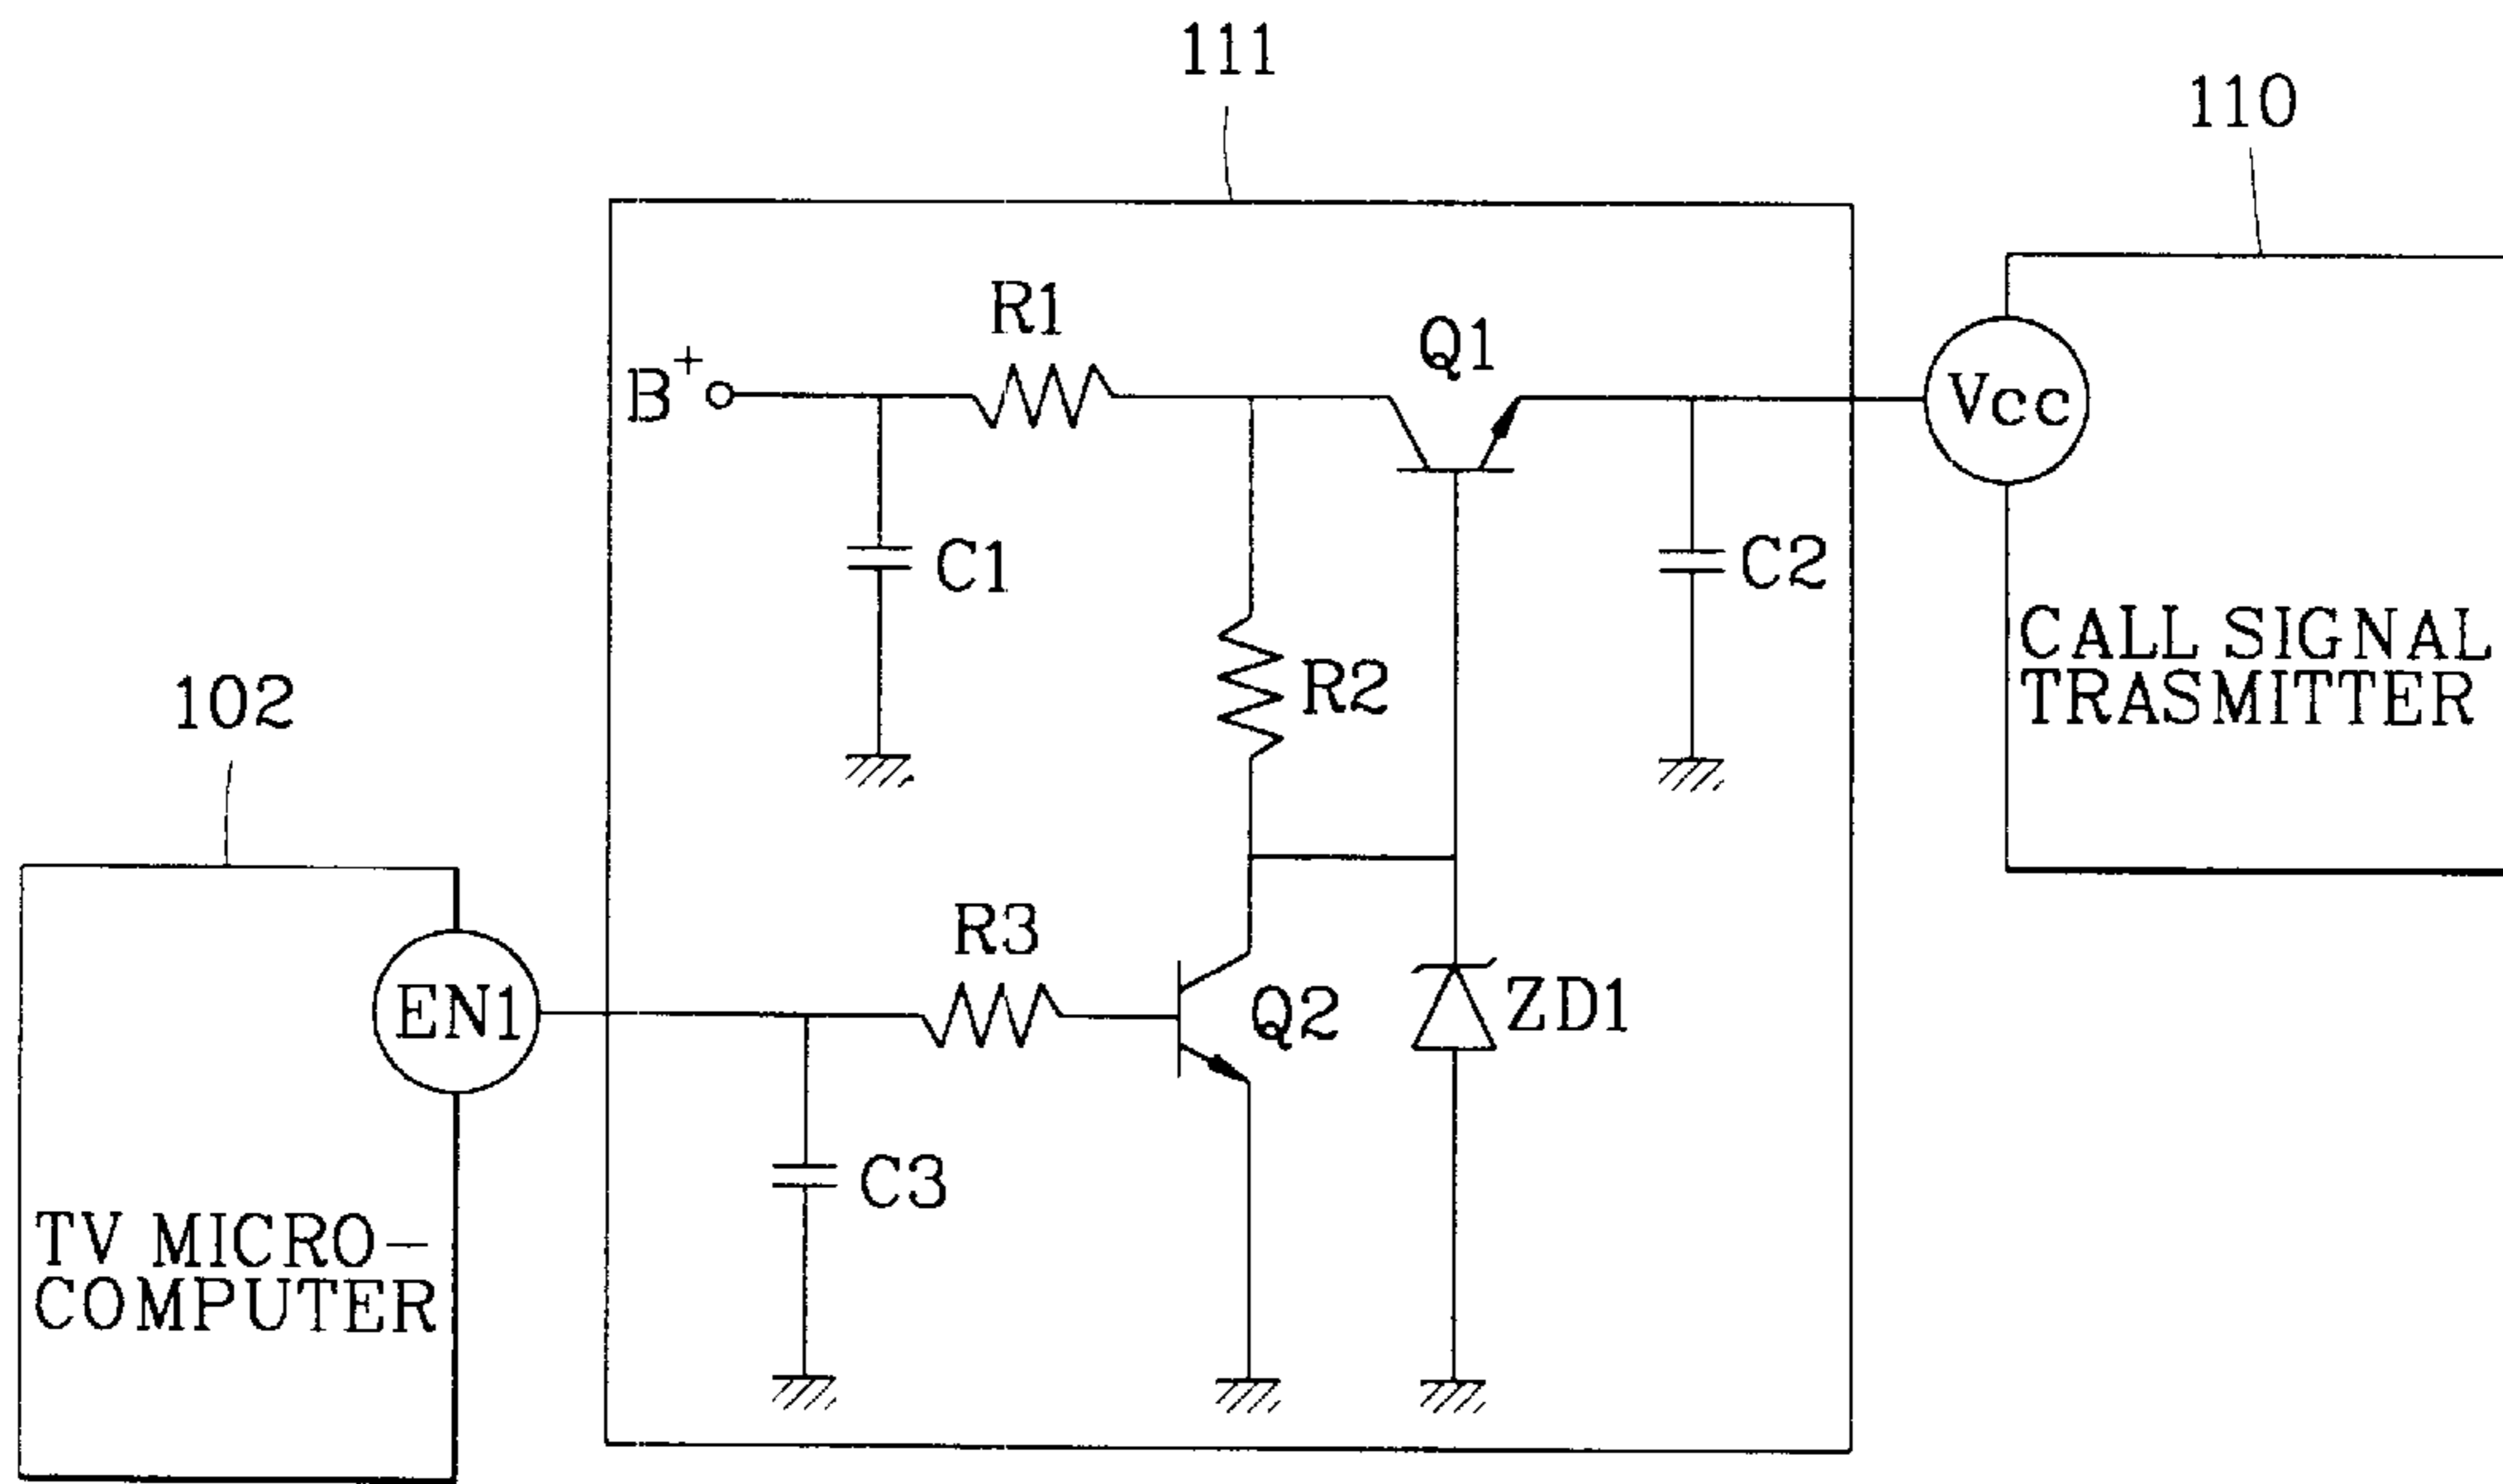 111
110
R1
Q1
B+
Vcc
C1
C2
CALL SIGNAL
TRASMITTER
R2
102
R3
EN1
Q2
ZD1
C3
TV MICRO-
COMPUTER